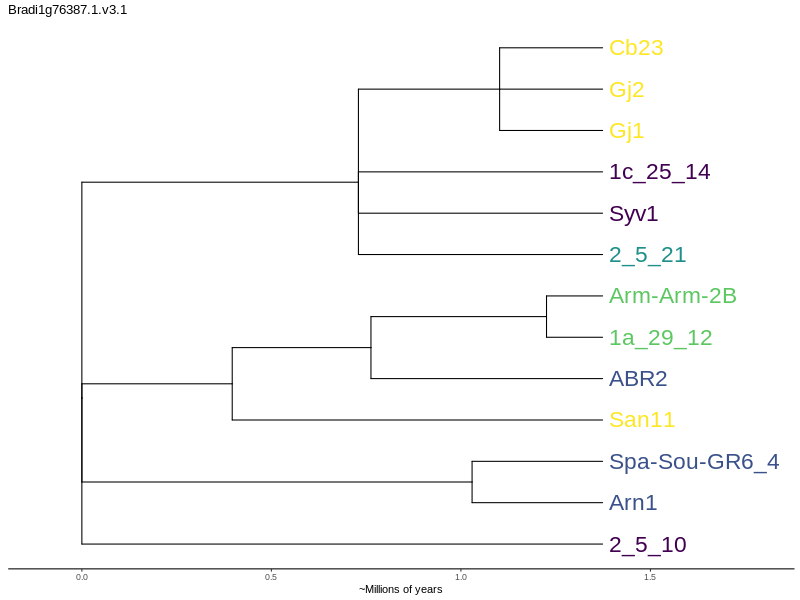 Bradi1g76387.1.v3.1
Cb23
Gj2
Gj1
1c_25_14
Syv1
2_5_21
Arm-Arm-2B
1a_29_12
ABR2
San11
Spa-Sou-GR6_4
Arn1
2_5_10
0.0 0.5 1.0 1.5
~Millions of years